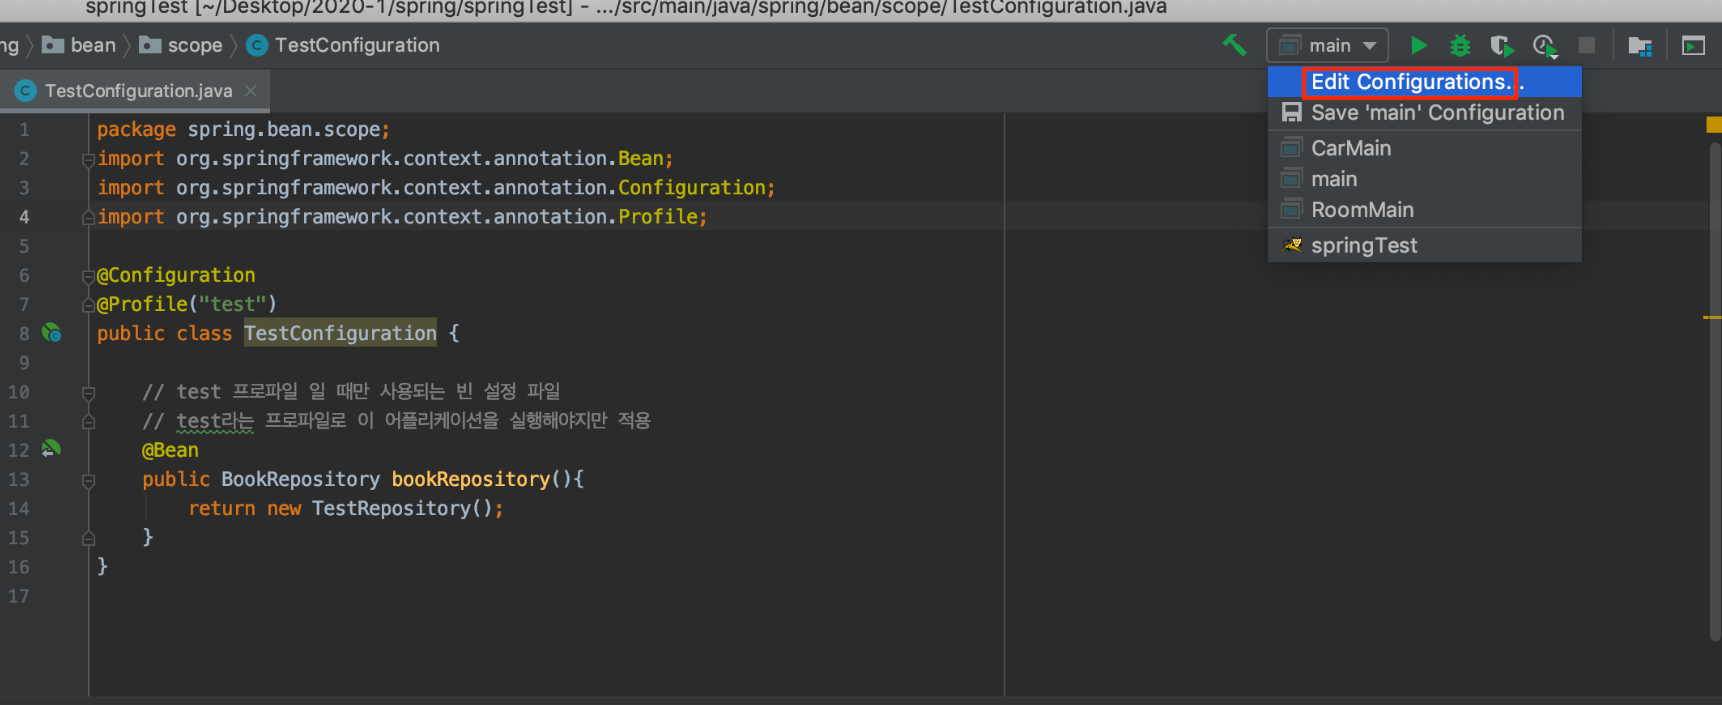 springTest [~/Desktop/2020-1/spring/springTest] - .../src/main/java/spring/bean/scope/TestConfiguration.java
ng bean scope TestConfiguration
main
TestConfiguration.java
Edit Configurations...
Save 'main' Configuration
CarMain
main
RoomMain
springTest
1 package spring.bean.scope;
2 import org.springframework.context.annotation.Bean;
3 import org.springframework.context.annotation.Configuration;
4 import org.springframework.context.annotation.Profile;
5
6 @Configuration
7 @Profile("test")
8 public class TestConfiguration {
9
10 // test 프로파일 일 때만 사용되는 빈 설정 파일
11 // test라는 프로파일로 이 어플리케이션을 실행해야지만 적용
12 @Bean
13 public BookRepository bookRepository(){
14 return new TestRepository();
15 }
16 }
17